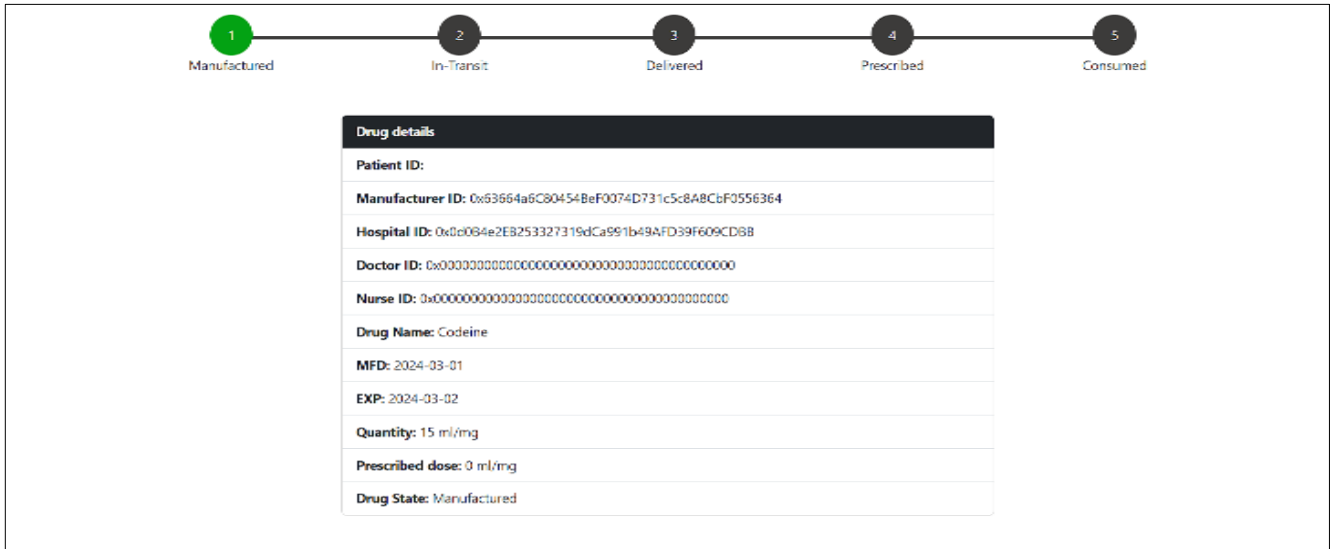 1
2
3
4
5
Manufactured
In-Transit
Delivered
Prescribed
Consumed
Drug details
Patient ID:
Manufacturer ID: 0x63664a6C80454BeF0074D731c5c8A8CbF0556364
Hospital ID: 0x0d0B4e2EB253327319dCa991b49AFD39F609CDBB
Doctor ID: 0x0000000000000000000000000000000000000000
Nurse ID: 0x0000000000000000000000000000000000000000
Drug Name: Codeine
MFD: 2024-03-01
EXP: 2024-03-02
Quantity: 15 ml/mg
Prescribed dose: 0 ml/mg
Drug State: Manufactured